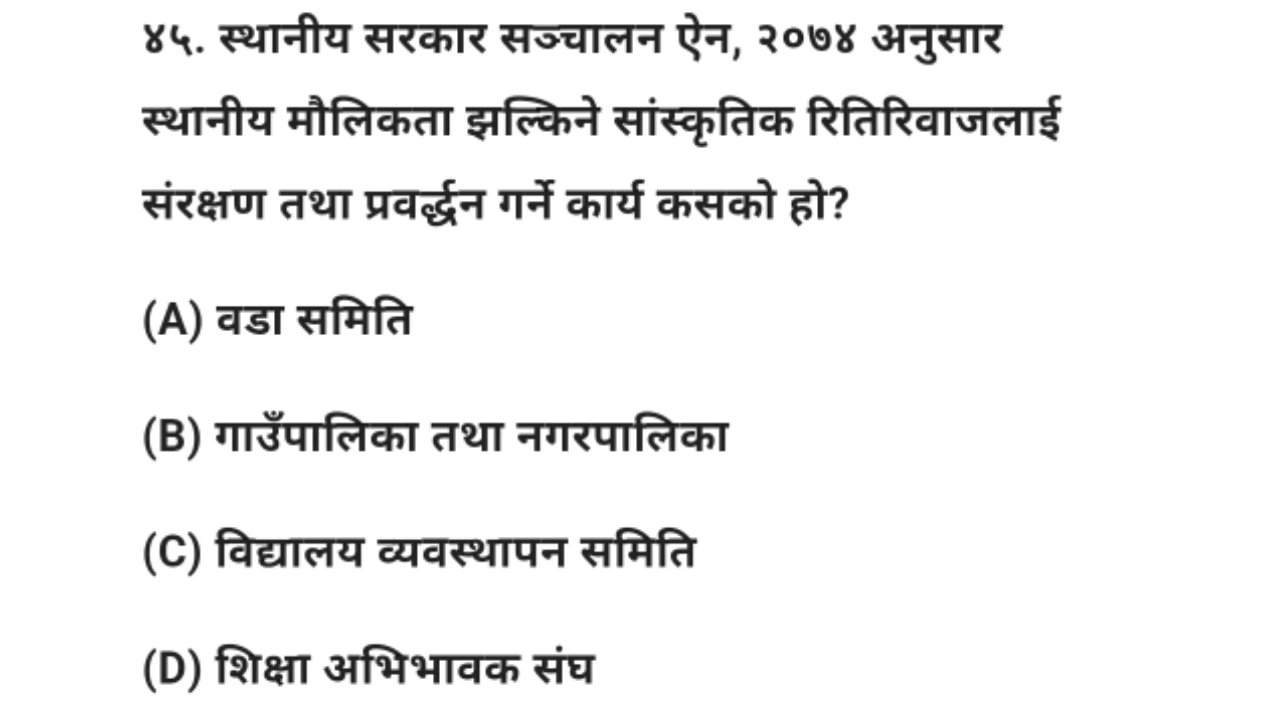 ४५. स्थानीय सरकार सञ्चालन ऐन, २०७४ अनुसार
स्थानीय मौलिकता झल्किने सांस्कृतिक रितिरिवाजलाई
संरक्षण तथा प्रवर्द्धन गर्ने कार्य कसको हो?
(A) वडा समिति
(B) गाउँपालिका तथा नगरपालिका
(C) विद्यालय व्यवस्थापन समिति
(D) शिक्षा अभिभावक संघ